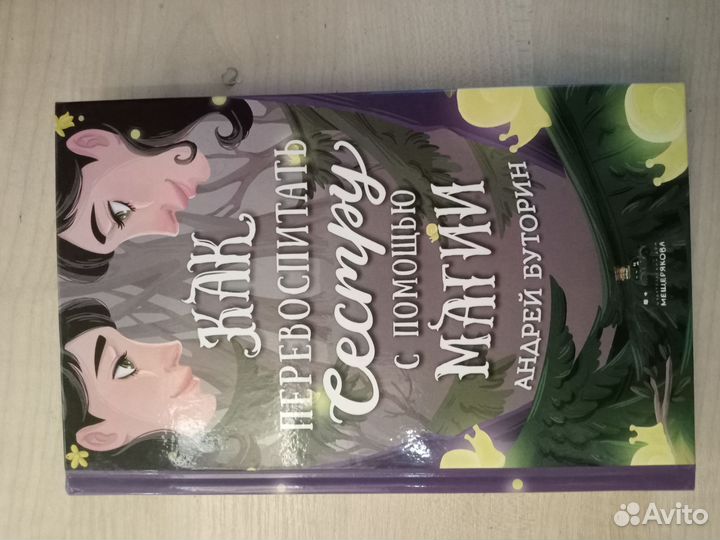 КАК
ПЕРЕВОСПИТАТЬ
Сестру
С ПОМОЩЬЮ
МАГИИ
АНДРЕЙ БУТОРИН
МЕЩЕРЯКОВА
Avito